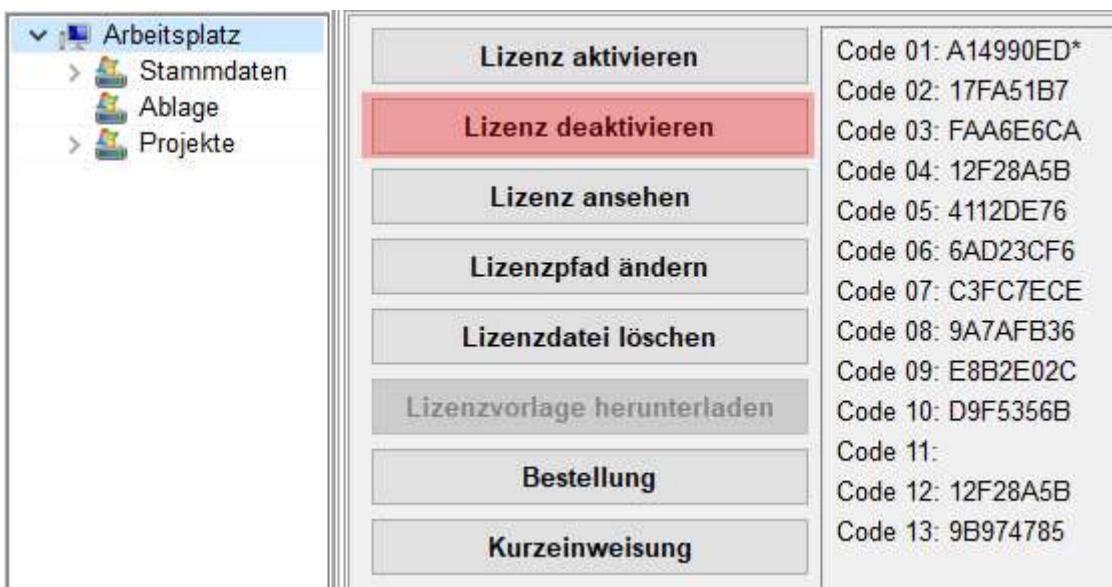 Arbeitsplatz
Stammdaten
Ablage
Projekte
Lizenz aktivieren
Lizenz deaktivieren
Lizenz ansehen
Lizenzpfad ändern
Lizenzdatei löschen
Lizenzvorlage herunterladen
Bestellung
Kurzeinweisung
Code 01: A14990ED*
Code 02: 17FA51B7
Code 03: FAA6E6CA
Code 04: 12F28A5B
Code 05: 4112DE76
Code 06: 6AD23CF6
Code 07: C3FC7ECE
Code 08: 9A7AFB36
Code 09: E8B2E02C
Code 10: D9F5356B
Code 11:
Code 12: 12F28A5B
Code 13: 9B974785